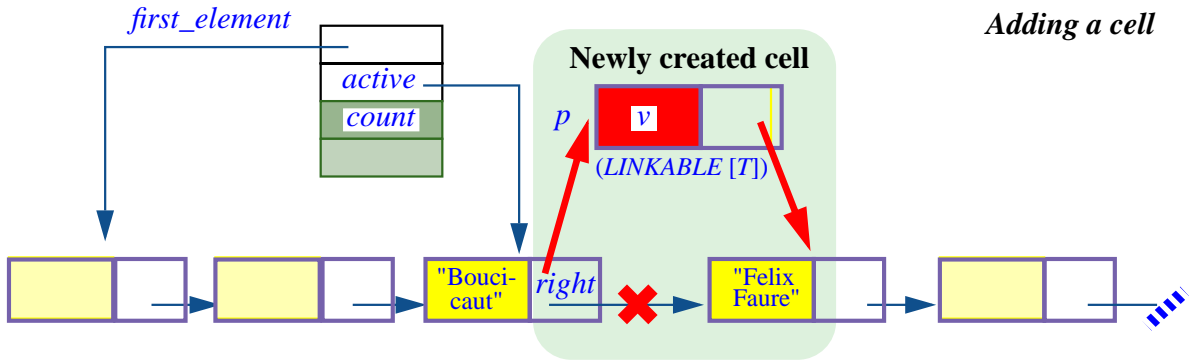 first_element
Adding a cell
Newly created cell
active
count
p
v
(LINKABLE [T])
"Bouci-
caut"
right
"Felix
Faure"